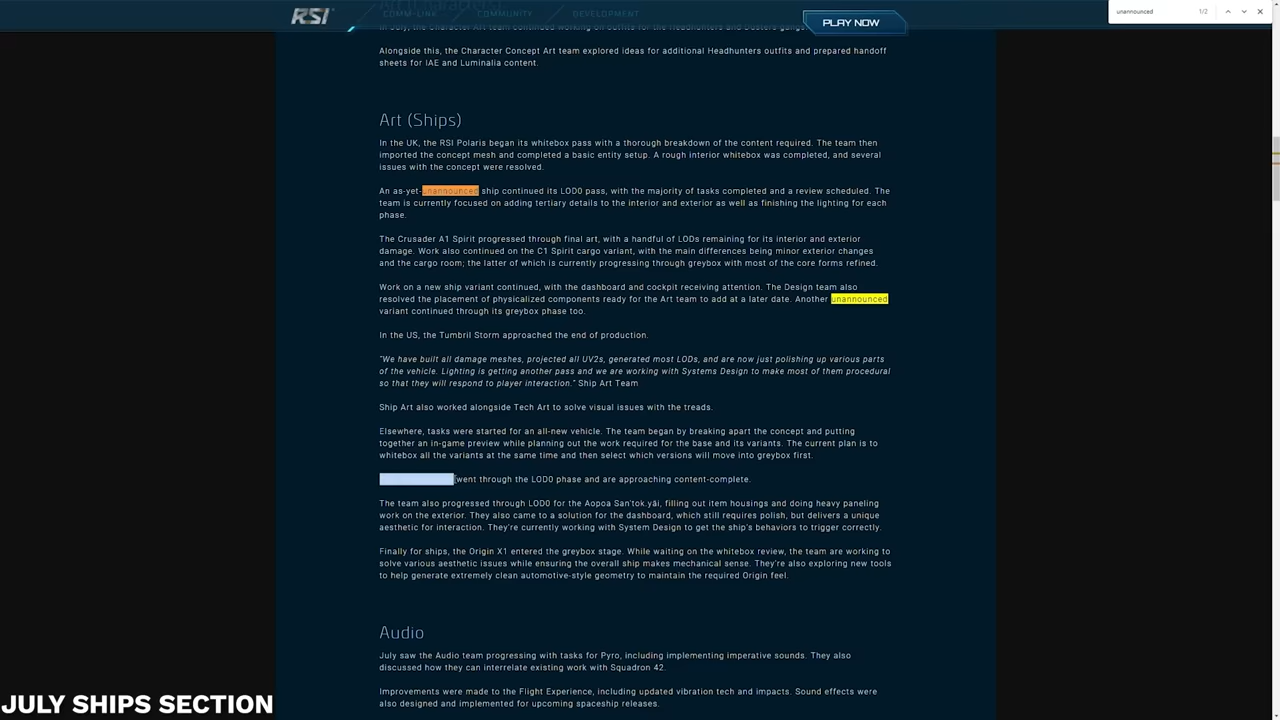 RSI
COMM-LINK
COMMUNITY
DEVELOPMENT
PLAY NOW
unannounced
1/2
Alongside this, the Character Concept Art team explored ideas for additional Headhunters outfits and prepared handoff
sheets for IAE and Luminalia content.
Art (Ships)
In the UK, the RSI Polaris began its whitebox pass with a thorough breakdown of the content required. The team then
imported the concept mesh and completed a basic entity setup. A rough interior whitebox was completed, and several
issues with the concept were resolved.
An as-yet-unannounced ship continued its LOD0 pass, with the majority of tasks completed and a review scheduled. The
team is currently focused on adding tertiary details to the interior and exterior as well as finishing the lighting for each
phase.
The Crusader A1 Spirit progressed through final art, with a handful of LODs remaining for its interior and exterior
damage. Work also continued on the C1 Spirit cargo variant, with the main differences being minor exterior changes
and the cargo room; the latter of which is currently progressing through greybox with most of the core forms refined.
Work on a new ship variant continued, with the dashboard and cockpit receiving attention. The Design team also
resolved the placement of physicalized components ready for the Art team to add at a later date. Another unannounced
variant continued through its greybox phase too.
In the US, the Tumbril Storm approached the end of production.
"We have built all damage meshes, projected all UV2s, generated most LODs, and are now just polishing up various parts
of the vehicle. Lighting is getting another pass and we are working with Systems Design to make most of them procedural
so that they will respond to player interaction." Ship Art Team
Ship Art also worked alongside Tech Art to solve visual issues with the treads.
Elsewhere, tasks were started for an all-new vehicle. The team began by breaking apart the concept and putting
together an in-game preview while planning out the work required for the base and its variants. The current plan is to
whitebox all the variants at the same time and then select which versions will move into greybox first.
went through the LOD0 phase and are approaching content-complete.
The team also progressed through LOD0 for the Aopoa San'tok.yāi, filling out item housings and doing heavy paneling
work on the exterior. They also came to a solution for the dashboard, which still requires polish, but delivers a unique
aesthetic for interaction. They're currently working with System Design to get the ship's behaviors to trigger correctly.
Finally for ships, the Origin X1 entered the greybox stage. While waiting on the whitebox review, the team are working to
solve various aesthetic issues while ensuring the overall ship makes mechanical sense. They're also exploring new tools
to help generate extremely clean automotive-style geometry to maintain the required Origin feel.
Audio
July saw the Audio team progressing with tasks for Pyro, including implementing imperative sounds. They also
discussed how they can interrelate existing work with Squadron 42.
Improvements were made to the Flight Experience, including updated vibration tech and impacts. Sound effects were
also designed and implemented for upcoming spaceship releases.
JULY SHIPS SECTION